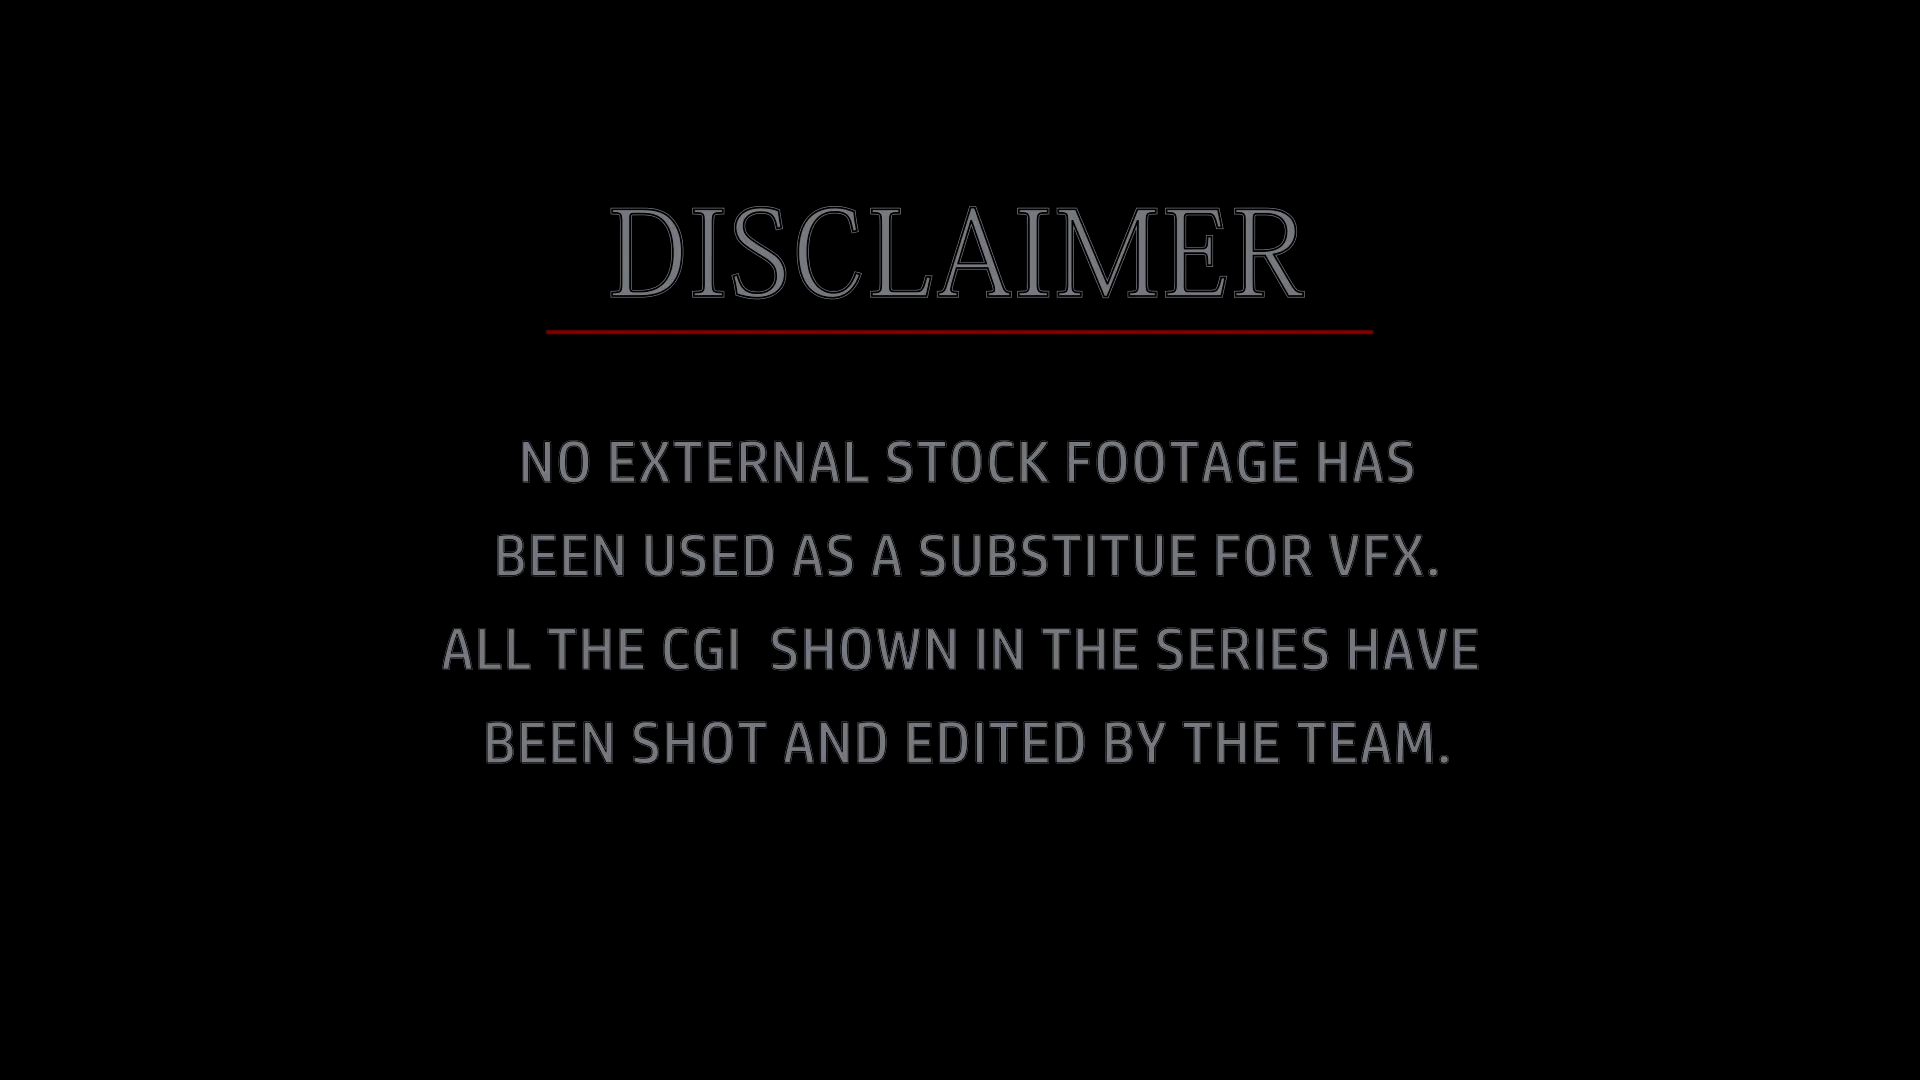 DISCLAIMER
NO EXTERNAL STOCK FOOTAGE HAS
BEEN USED AS A SUBSTITUE FOR VFX.
ALL THE CGI  SHOWN IN THE SERIES HAVE
BEEN SHOT AND EDITED BY THE TEAM.